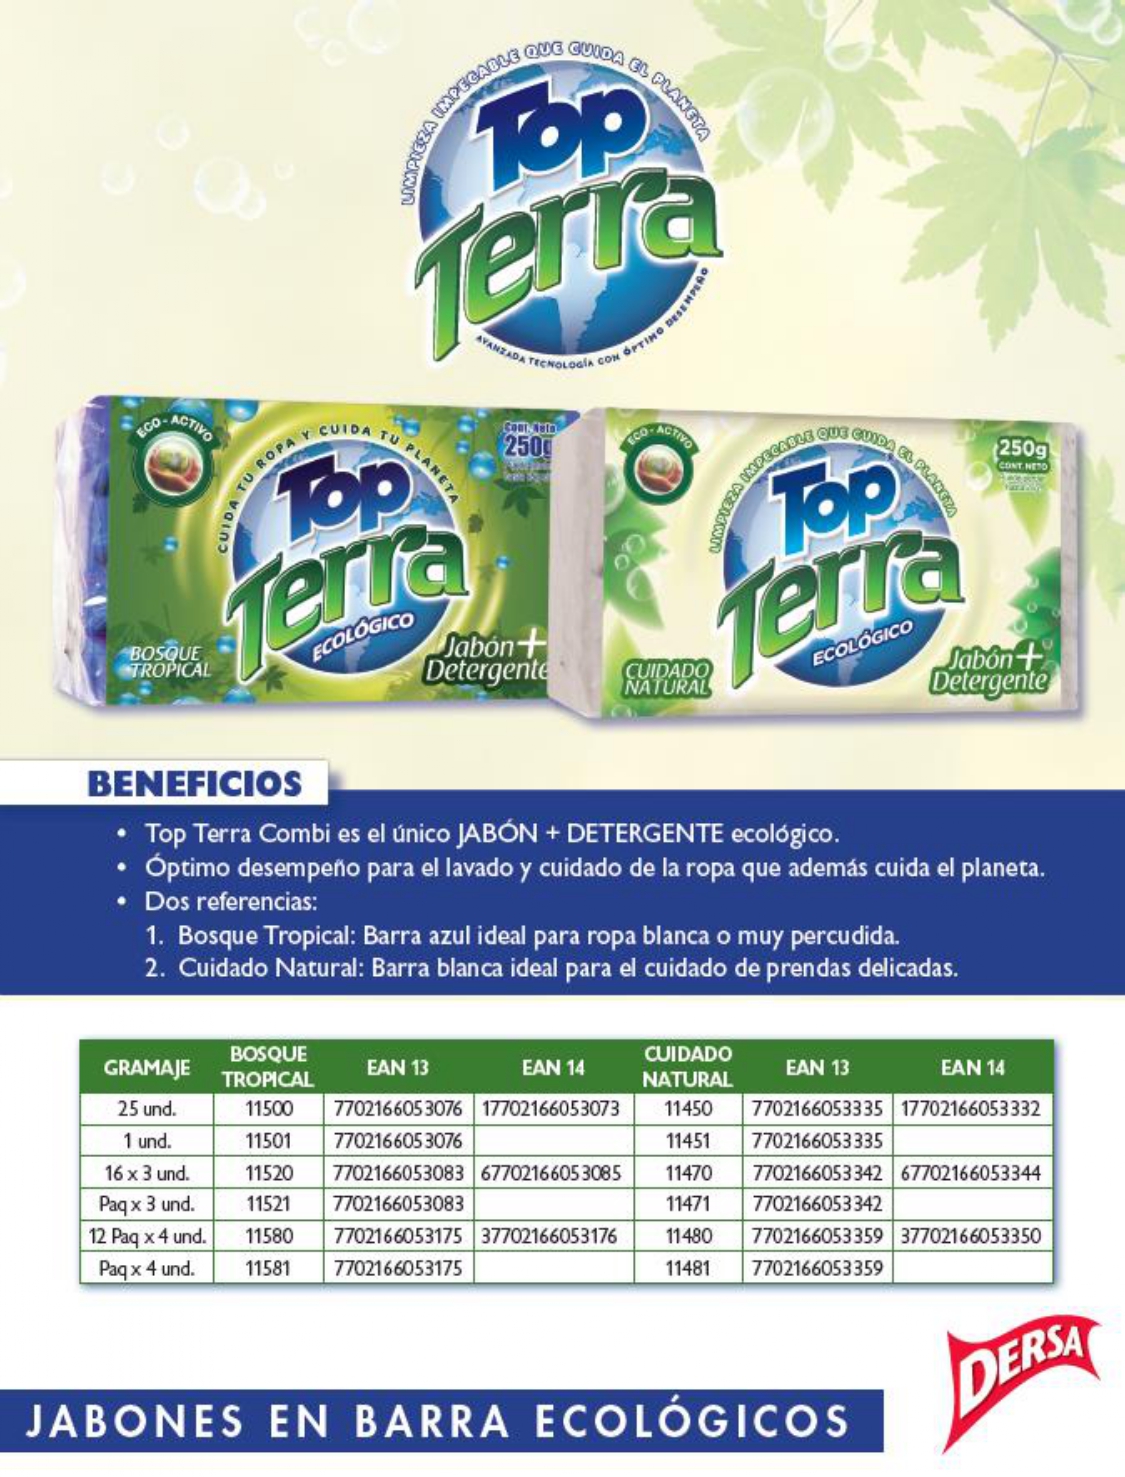 LIMPIEZA IMPECABLE QUE CUIDA EL PLANETA
Top
Terra
AVANZADA TECNOLOGÍA CON ÓPTIMO DESEMPEÑO
ECO - ACTIVO
CUIDA TU ROPA Y CUIDA TU PLANETA
Cont. Neto
250g
Top
Terra
ECOLÓGICO
BOSQUE
TROPICAL
Jabón+
Detergente
ECO - ACTIVO
LIMPIEZA IMPECABLE QUE CUIDA EL PLANETA
250g
CONT. NETO
Top
Terra
ECOLÓGICO
CUIDADO
NATURAL
Jabón+
Detergente
BENEFICIOS
• Top Terra Combi es el único JABÓN + DETERGENTE ecológico.
• Óptimo desempeño para el lavado y cuidado de la ropa que además cuida el planeta.
• Dos referencias:
1. Bosque Tropical: Barra azul ideal para ropa blanca o muy percudida.
2. Cuidado Natural: Barra blanca ideal para el cuidado de prendas delicadas.
GRAMAJE BOSQUE TROPICAL EAN 13 EAN 14 CUIDADO NATURAL EAN 13 EAN 14
25 und. 11500 7702166053076 17702166053073 11450 7702166053335 17702166053332
1 und. 11501 7702166053076 11451 7702166053335
16 x 3 und. 11520 7702166053083 67702166053085 11470 7702166053342 67702166053344
Paq x 3 und. 11521 7702166053083 11471 7702166053342
12 Paq x 4 und. 11580 7702166053175 37702166053176 11480 7702166053359 37702166053350
Paq x 4 und. 11581 7702166053175 11481 7702166053359
DERSA
JABONES EN BARRA ECOLÓGICOS